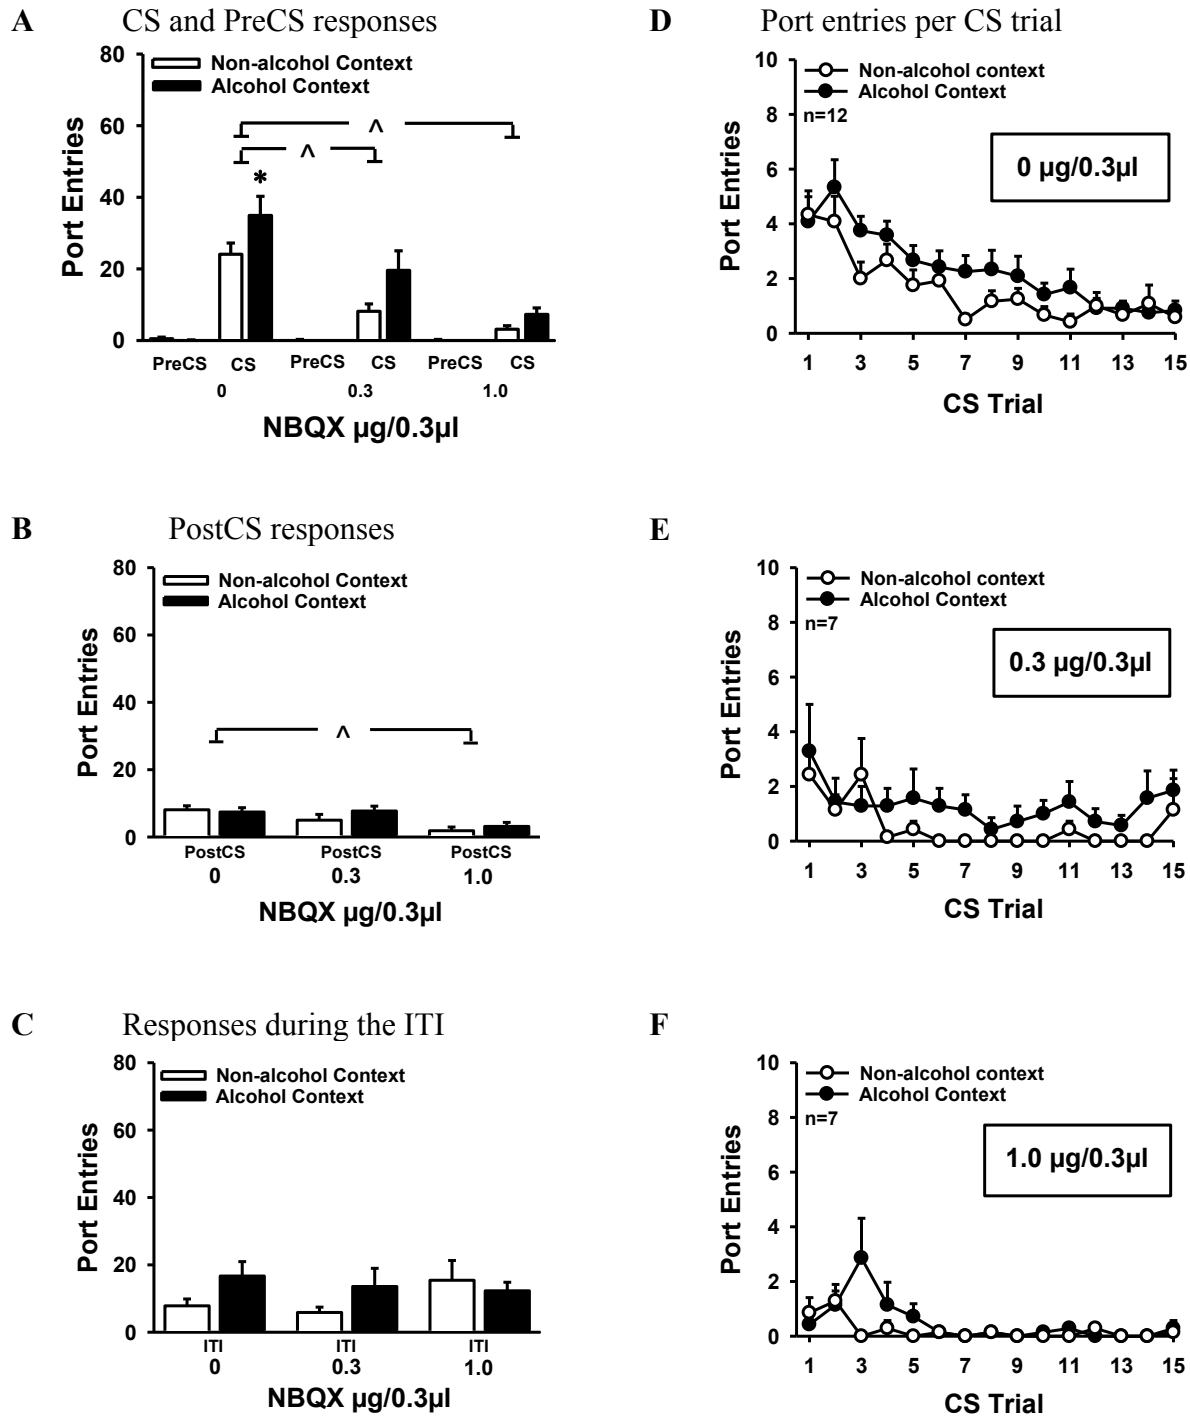 A CS and PreCS responses
80
60
40
20
0
Port Entries
Non-alcohol Context
Alcohol Context
^
^
*
PreCS CS PreCS CS PreCS CS
0 0.3 1.0
NBQX µg/0.3µl
B PostCS responses
80
60
40
20
0
Port Entries
Non-alcohol Context
Alcohol Context
^
PostCS PostCS PostCS
0 0.3 1.0
NBQX µg/0.3µl
C Responses during the ITI
80
60
40
20
0
Port Entries
Non-alcohol Context
Alcohol Context
ITI ITI ITI
0 0.3 1.0
NBQX µg/0.3µl
D Port entries per CS trial
10
8
6
4
2
0
Port Entries
Non-alcohol context
Alcohol Context
n=12
0 µg/0.3µl
1 3 5 7 9 11 13 15
CS Trial
E
10
8
6
4
2
0
Port Entries
Non-alcohol context
Alcohol Context
n=7
0.3 µg/0.3µl
1 3 5 7 9 11 13 15
CS Trial
F
10
8
6
4
2
0
Port Entries
Non-alcohol context
Alcohol Context
n=7
1.0 µg/0.3µl
1 3 5 7 9 11 13 15
CS Trial